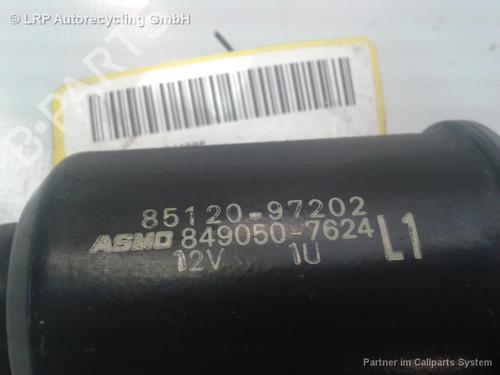 © LRP Autorecycling GmbH
B-PARTS
85120-97202
ASMO 849050-7624 L1
12V 1U
Partner im Callparts System